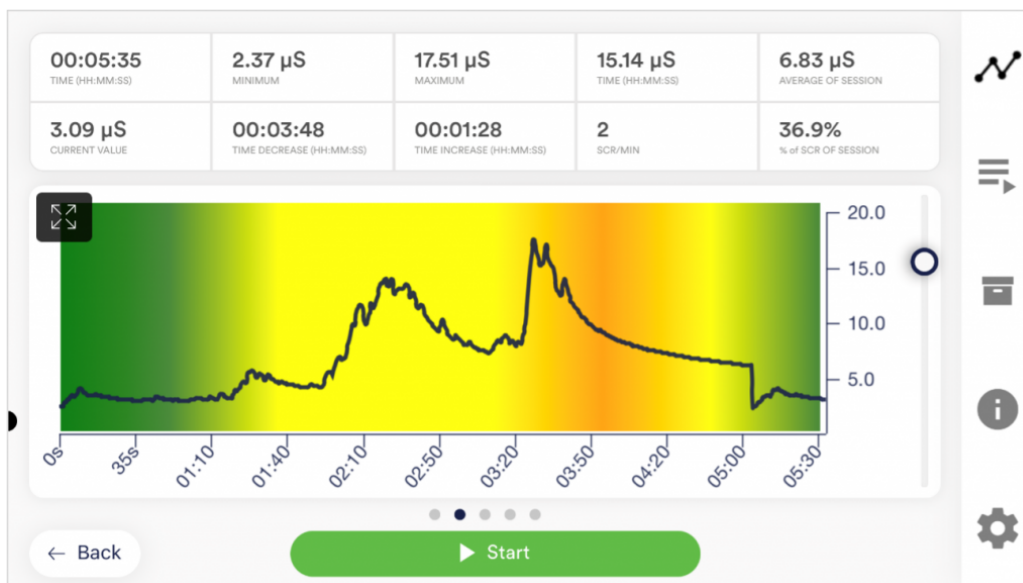 00:05:35
TIME (HH:MM:SS)
2.37 µS
MINIMUM
17.51 µS
MAXIMUM
15.14 µS
TIME (HH:MM:SS)
6.83 µS
AVERAGE OF SESSION
3.09 µS
CURRENT VALUE
00:03:48
TIME DECREASE (HH:MM:SS)
00:01:28
TIME INCREASE (HH:MM:SS)
2
SCR/MIN
36.9%
% of SCR OF SESSION
20.0
15.0
10.0
5.0
0s
35s
01:10
01:40
02:10
02:50
03:20
03:50
04:20
05:00
05:30
← Back
Start
i